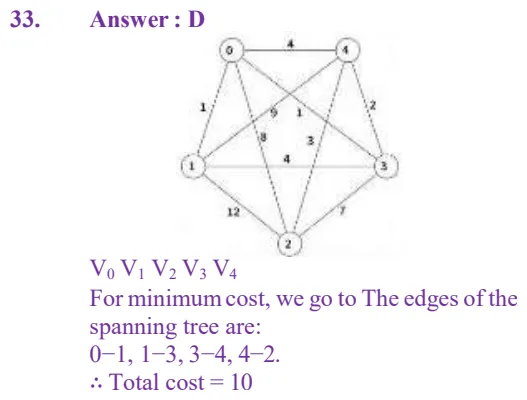 33. Answer : D
0 4 4
1 9 1 2
8 3
1 4 3
12 7
2
V₀ V₁ V₂ V₃ V₄
For minimum cost, we go to The edges of the
spanning tree are:
0−1, 1−3, 3−4, 4−2.
∴ Total cost = 10